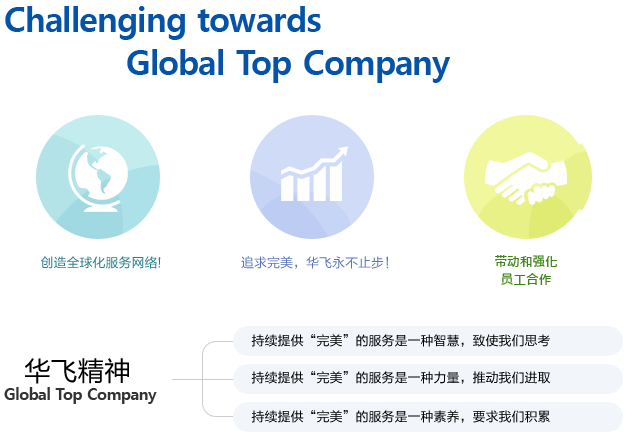 Challenging towards
Global Top Company
创造全球化服务网络!
追求完美，华飞永不止步！
带动和强化
员工合作
华飞精神
Global Top Company
持续提供“完美”的服务是一种智慧，致使我们思考
持续提供“完美”的服务是一种力量，推动我们进取
持续提供“完美”的服务是一种素养，要求我们积累